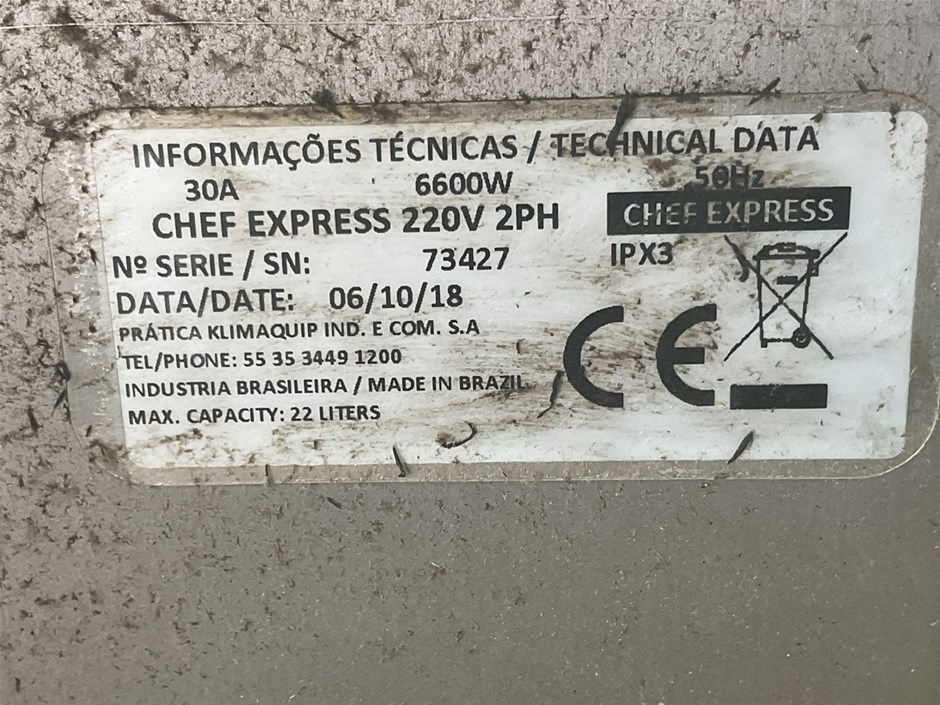 INFORMAÇÕES TÉCNICAS / TECHNICAL DATA
30A 6600W 50Hz
CHEF EXPRESS 220V 2PH
CHEF EXPRESS
Nº SERIE / SN: 73427
IPX3
DATA/DATE: 06/10/18
PRÁTICA KLIMAQUIP IND. E COM. S.A
TEL/PHONE: 55 35 3449 1200
INDUSTRIA BRASILEIRA / MADE IN BRAZIL
MAX. CAPACITY: 22 LITERS
CE